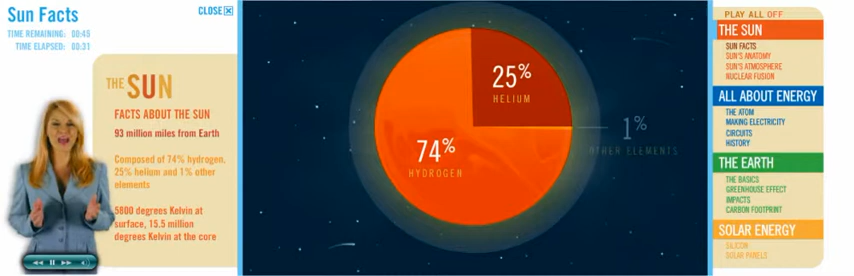 Sun Facts
CLOSE
TIME REMAINING: 00:45
TIME ELAPSED: 00:31
THE SUN
FACTS ABOUT THE SUN
93 million miles from Earth
Composed of 74% hydrogen,
25% helium and 1% other
elements
5800 degrees Kelvin at
surface, 15.5 million
degrees Kelvin at the core
25%
HELIUM
74%
HYDROGEN
1%
OTHER ELEMENTS
PLAY ALL OFF
THE SUN
SUN FACTS
SUN'S ANATOMY
SUN'S ATMOSPHERE
NUCLEAR FUSION
ALL ABOUT ENERGY
THE ATOM
MAKING ELECTRICITY
CIRCUITS
HISTORY
THE EARTH
THE BASICS
GREENHOUSE EFFECT
IMPACTS
CARBON FOOTPRINT
SOLAR ENERGY
SILICON
SOLAR PANELS